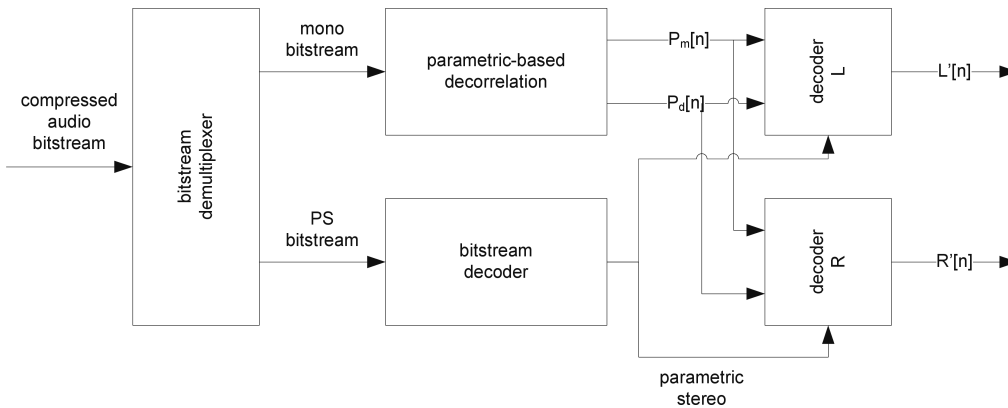 compressed
audio
bitstream
bitstream
demultiplexer
mono
bitstream
PS
bitstream
parametric-based
decorrelation
bitstream
decoder
Pm[n]
Pd[n]
parametric
stereo
decoder
L
decoder
R
L'[n]
R'[n]